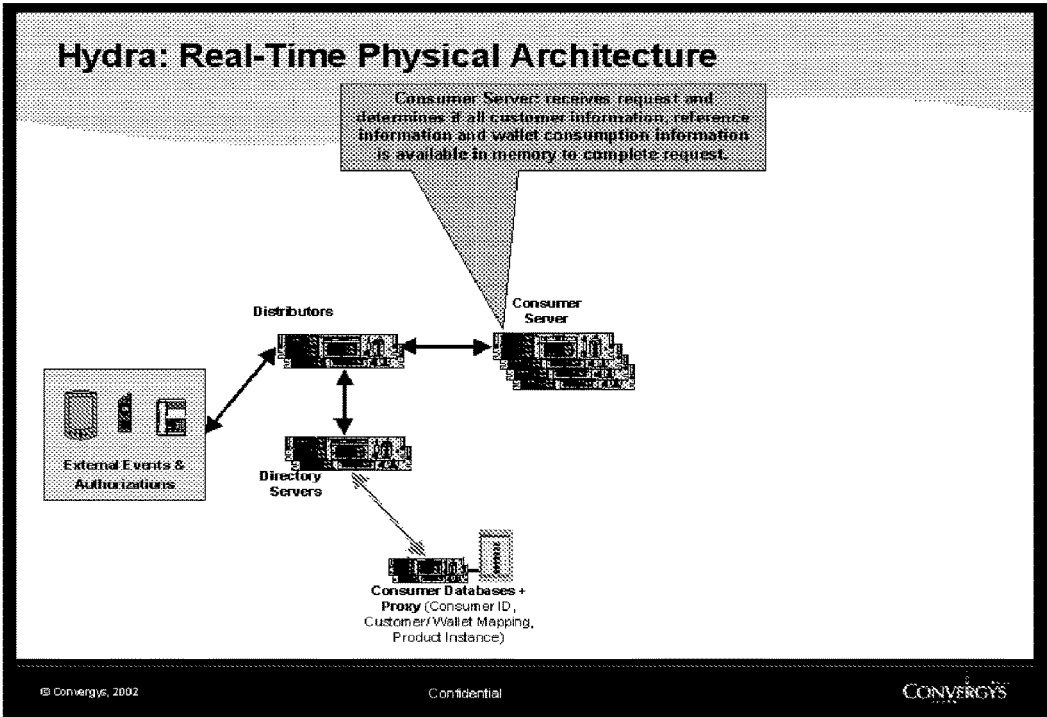 Hydra: Real-Time Physical Architecture
Consumer Server: receives request and
determines if all customer information, reference
information and wallet consumption information
is available in memory to complete request.
Distributors
Consumer
Server
External Events &
Authorizations
Directory
Servers
Consumer Databases +
Proxy (Consumer ID,
Customer/Wallet Mapping,
Product Instance)
© Convergys, 2002
Confidential
CONVERGYS